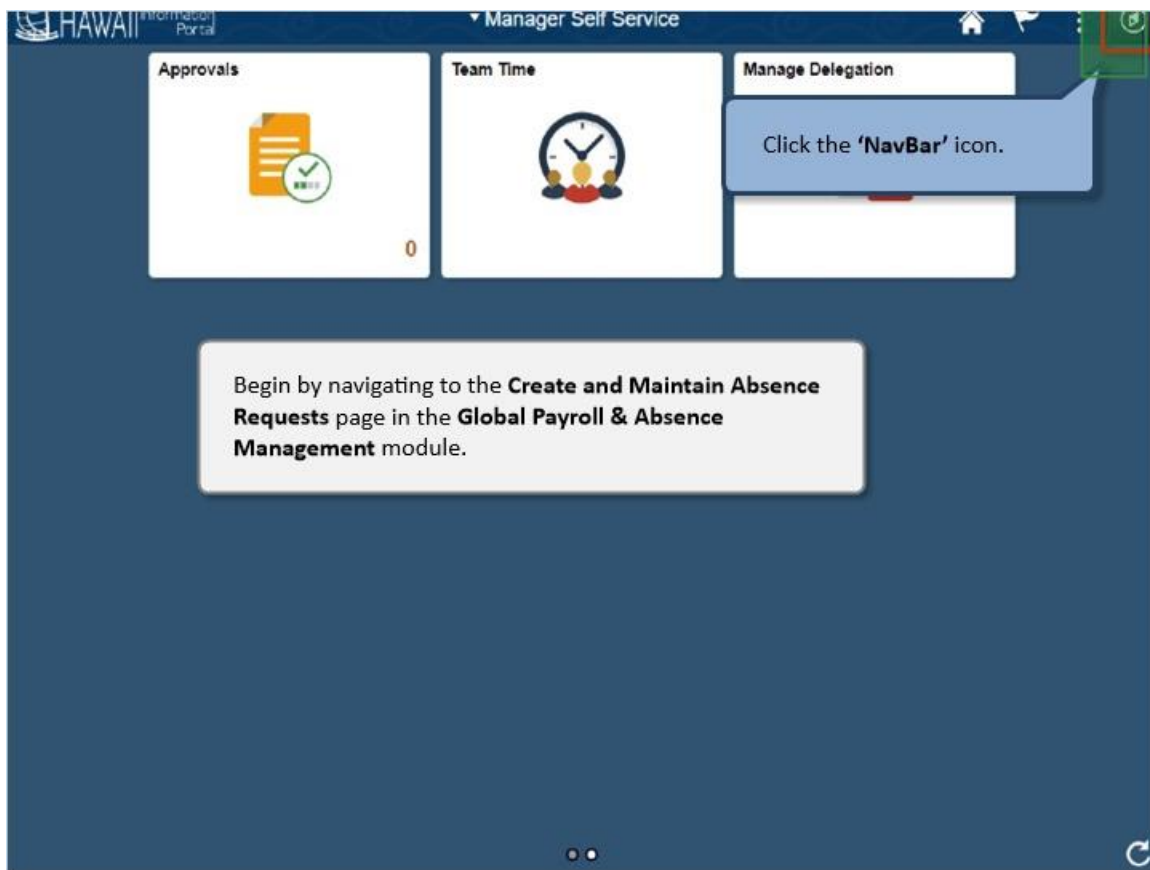 HAWAII Information
Portal
Manager Self Service
Approvals
Team Time
Manage Delegation
0
Click the ‘NavBar’ icon.
Begin by navigating to the Create and Maintain Absence
Requests page in the Global Payroll & Absence
Management module.